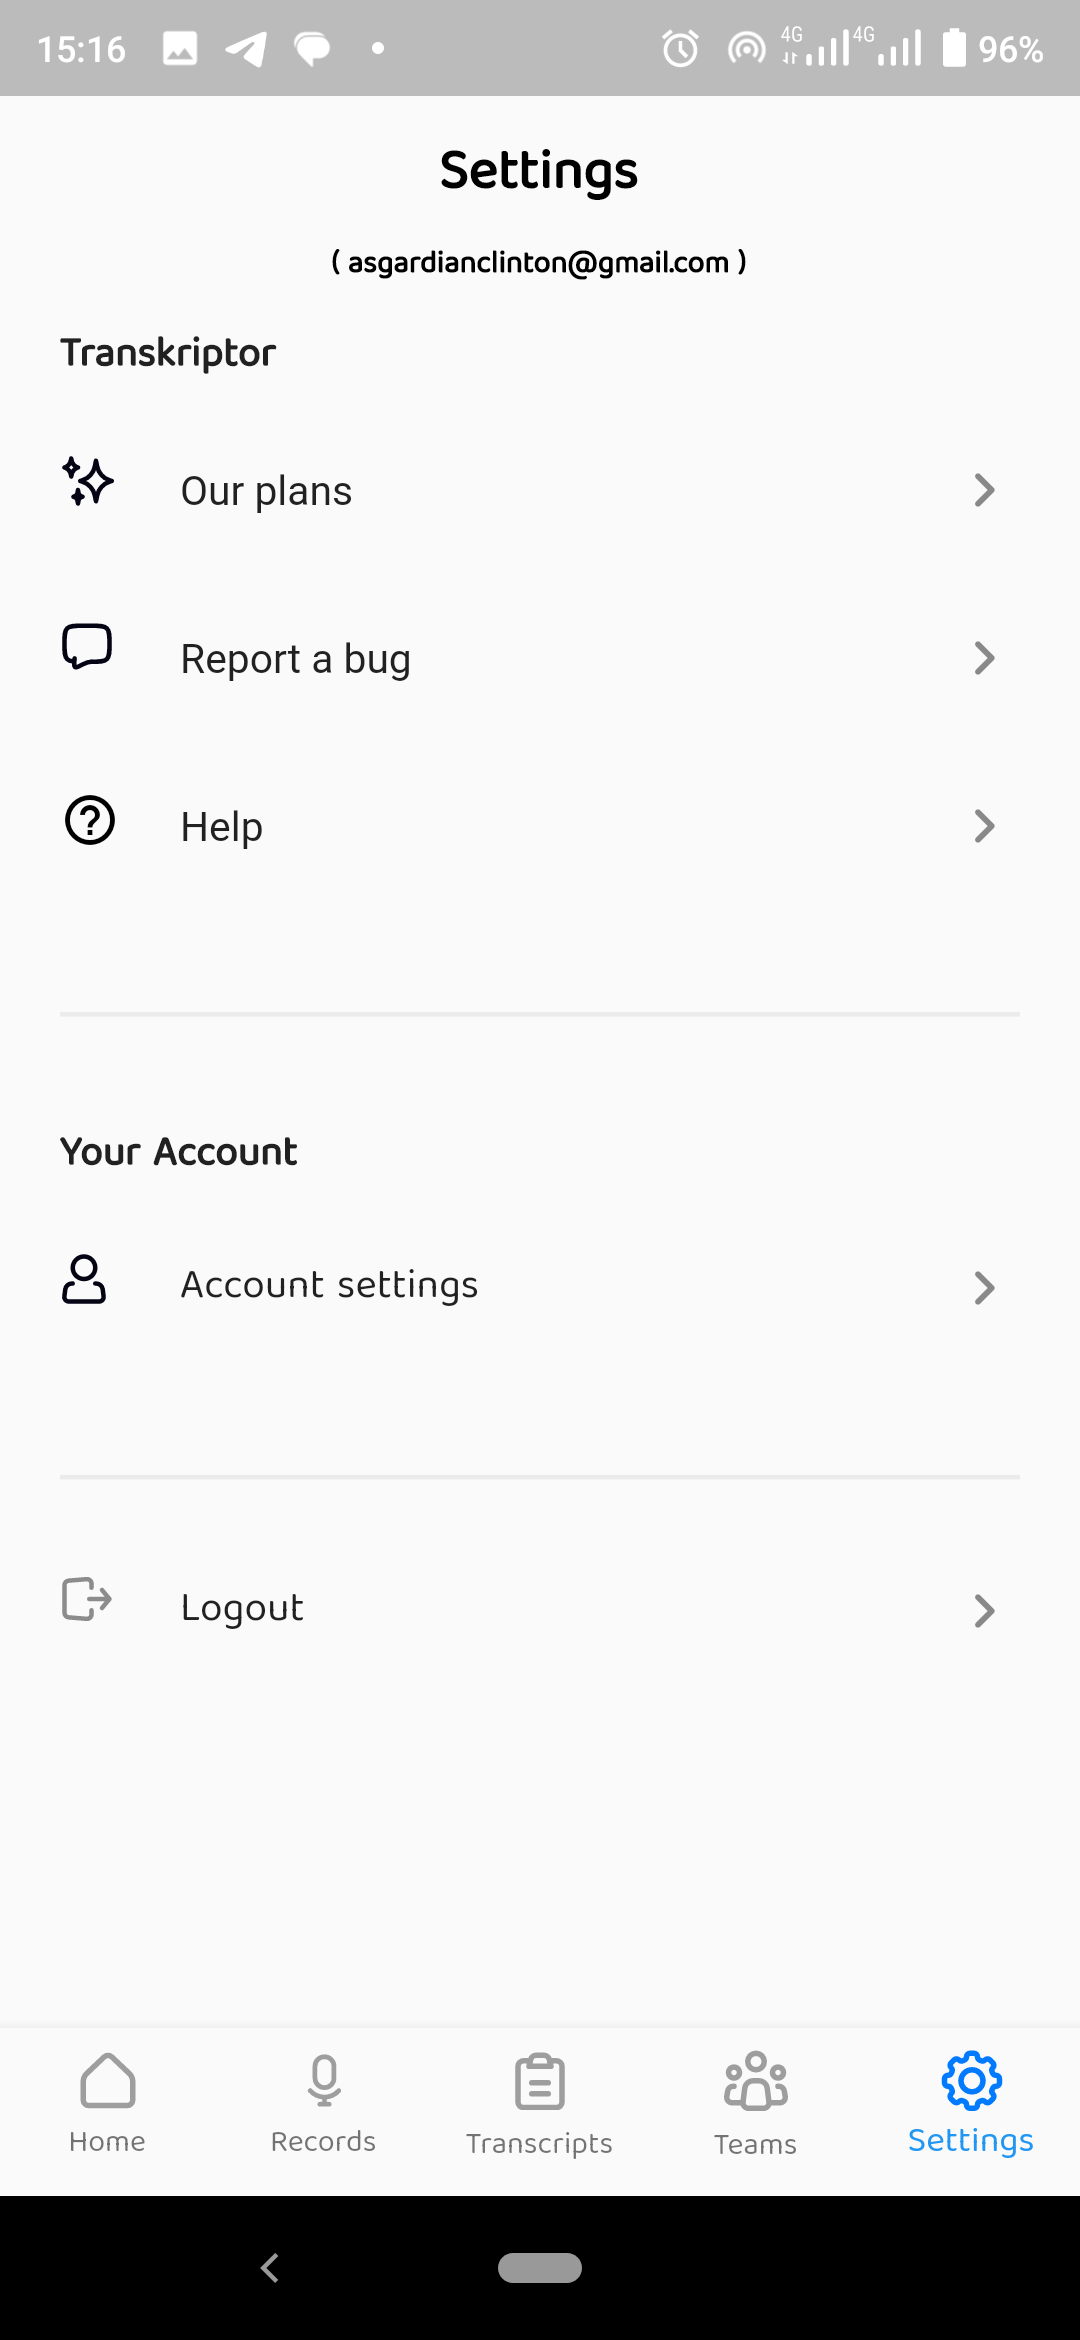 15:16 4G 4G 96%
Settings
( asgardianclinton@gmail.com )
Transkriptor
Our plans
Report a bug
Help
Your Account
Account settings
Logout
Home Records Transcripts Teams Settings